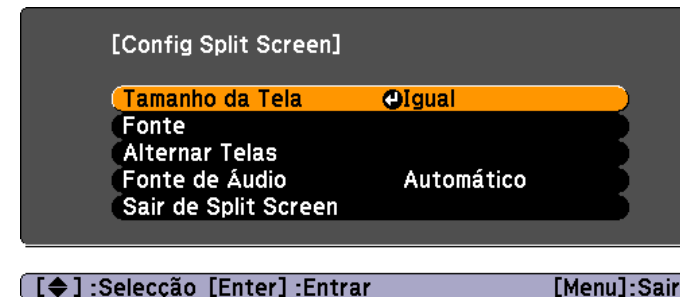 [Config Split Screen]
Tamanho da Tela Igual
Fonte
Alternar Telas
Fonte de Áudio Automático
Sair de Split Screen
[◆] :Selecção [Enter] :Entrar [Menu]:Sair